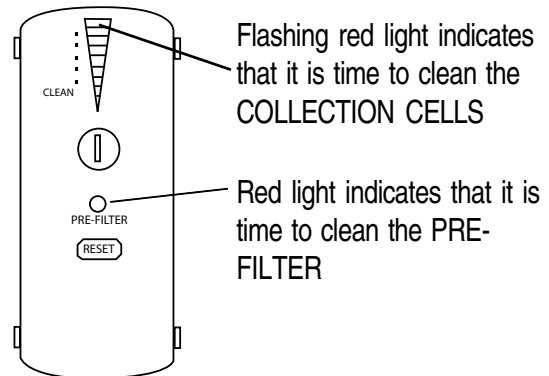 Flashing red light indicates
that it is time to clean the
COLLECTION CELLS
CLEAN
Red light indicates that it is
time to clean the PRE-
FILTER
PRE-FILTER
RESET